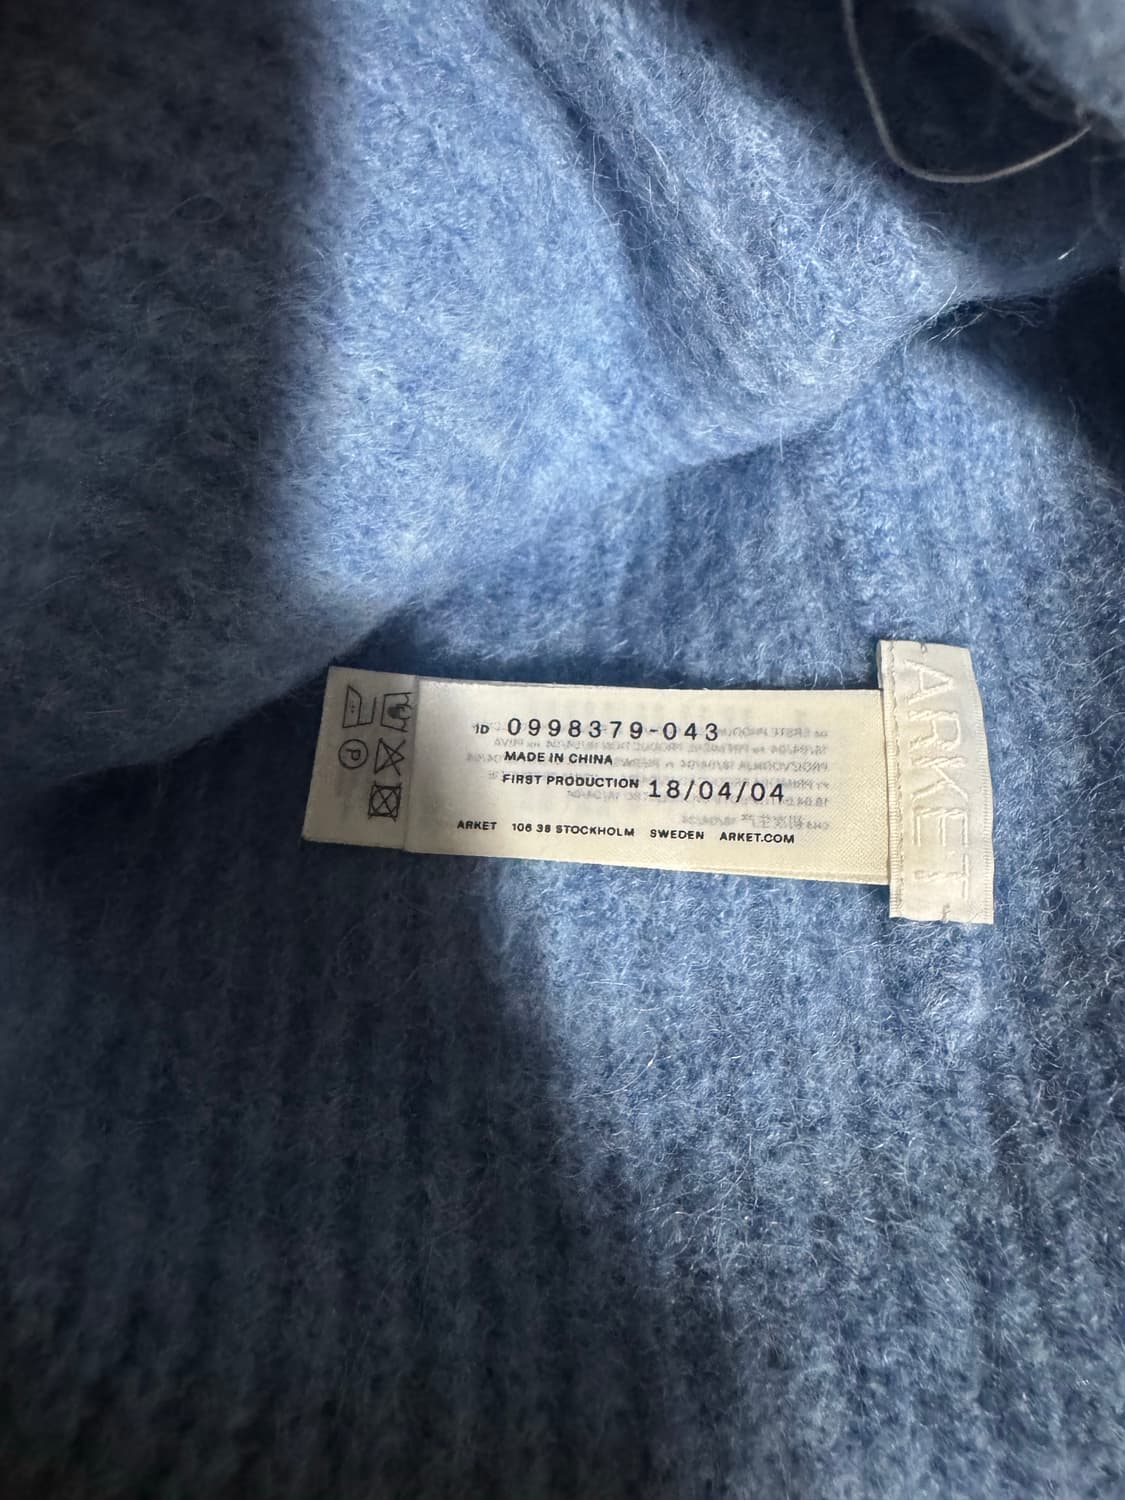 ID 0998379-043
MADE IN CHINA
FIRST PRODUCTION 18/04/04
ARKET 106 38 STOCKHOLM SWEDEN ARKET.COM
ARKET
P